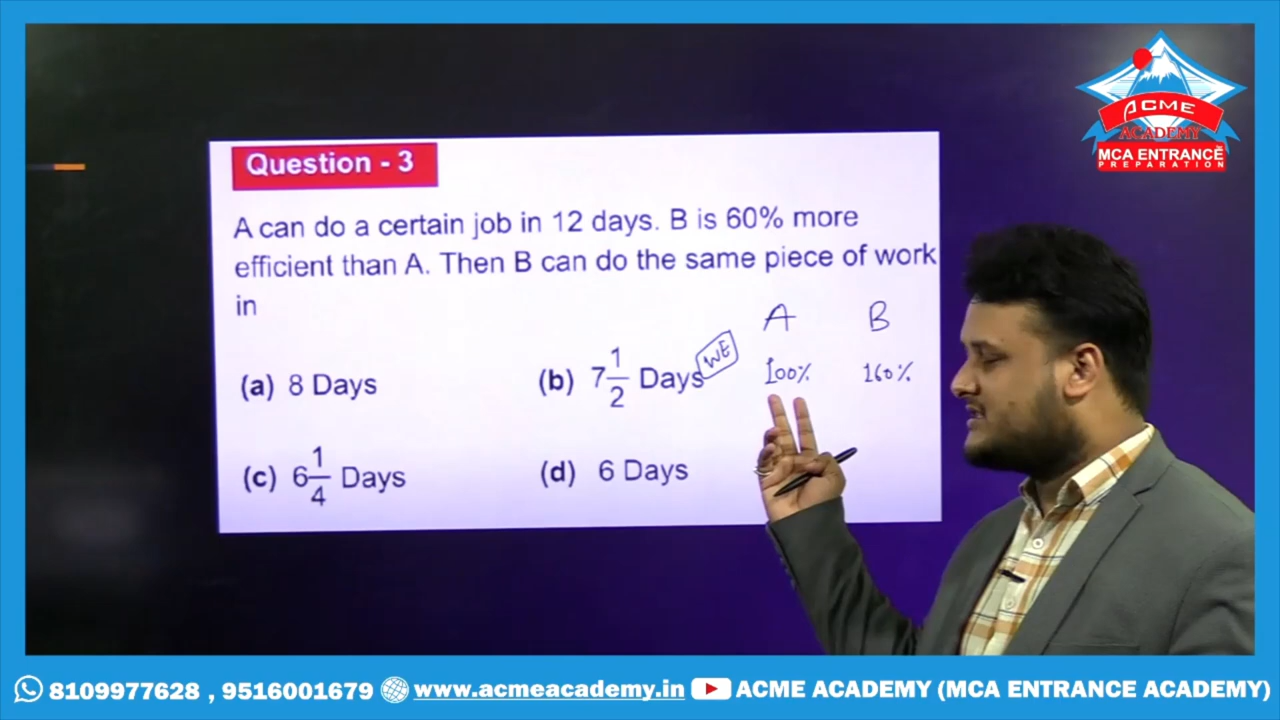 ACME
ACADEMY
MCA ENTRANCE
PREPARATION
Question - 3
A can do a certain job in 12 days. B is 60% more
efficient than A. Then B can do the same piece of work
in
A B
(a) 8 Days (b) 7 1/2 Days WE 100% 160%
(c) 6 1/4 Days (d) 6 Days
8109977628 , 9516001679 www.acmeacademy.in ACME ACADEMY (MCA ENTRANCE ACADEMY)